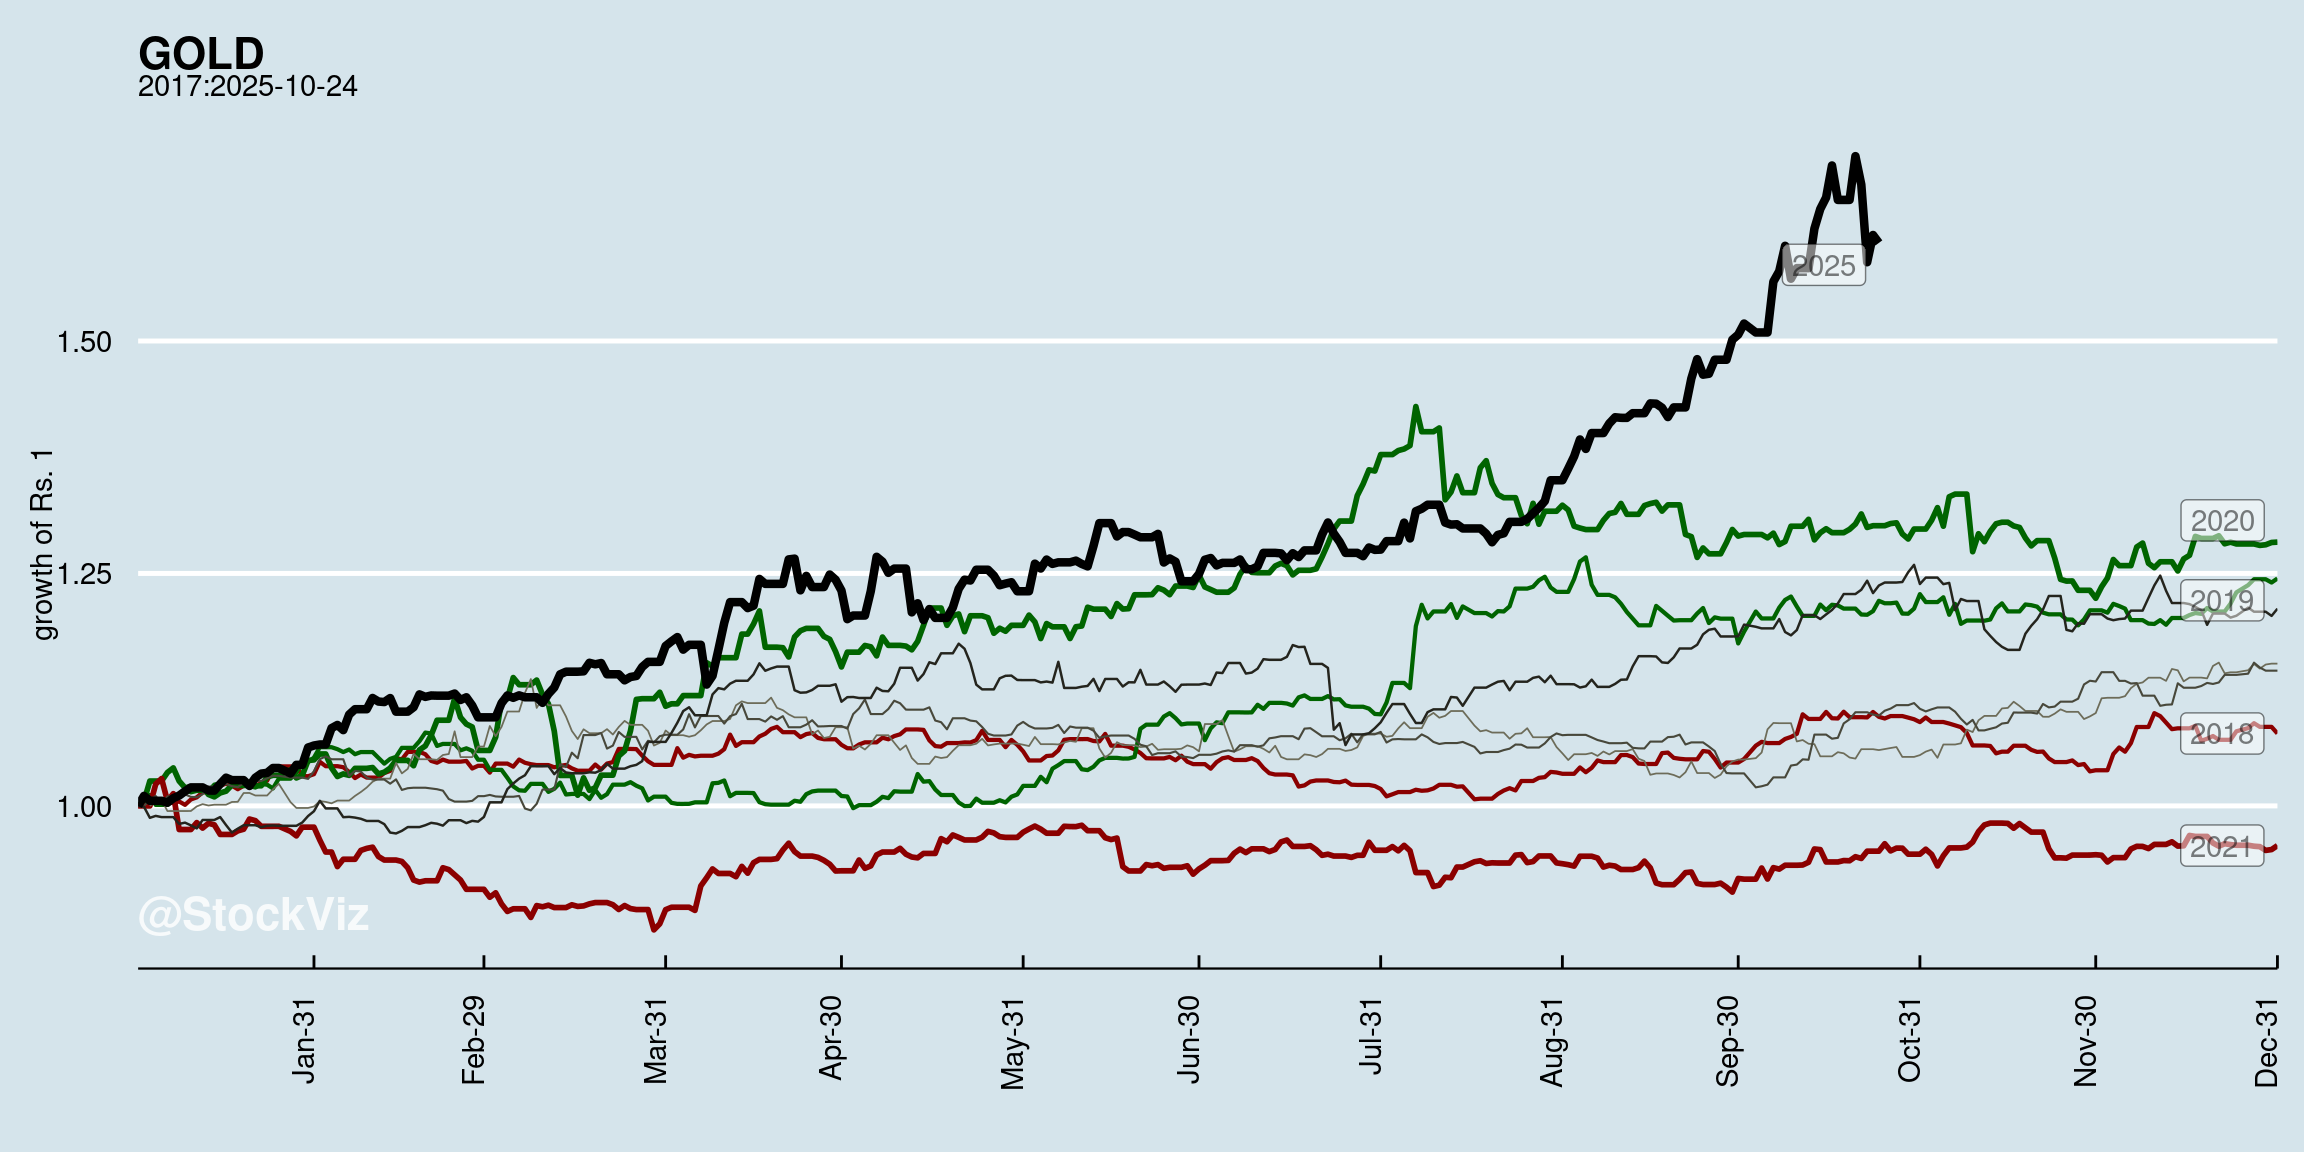 GOLD
2017:2025-10-24
growth of Rs. 1
1.50
1.25
1.00
2025
2020
2019
2018
2021
@StockViz
Jan-31
Feb-29
Mar-31
Apr-30
May-31
Jun-30
Jul-31
Aug-31
Sep-30
Oct-31
Nov-30
Dec-31